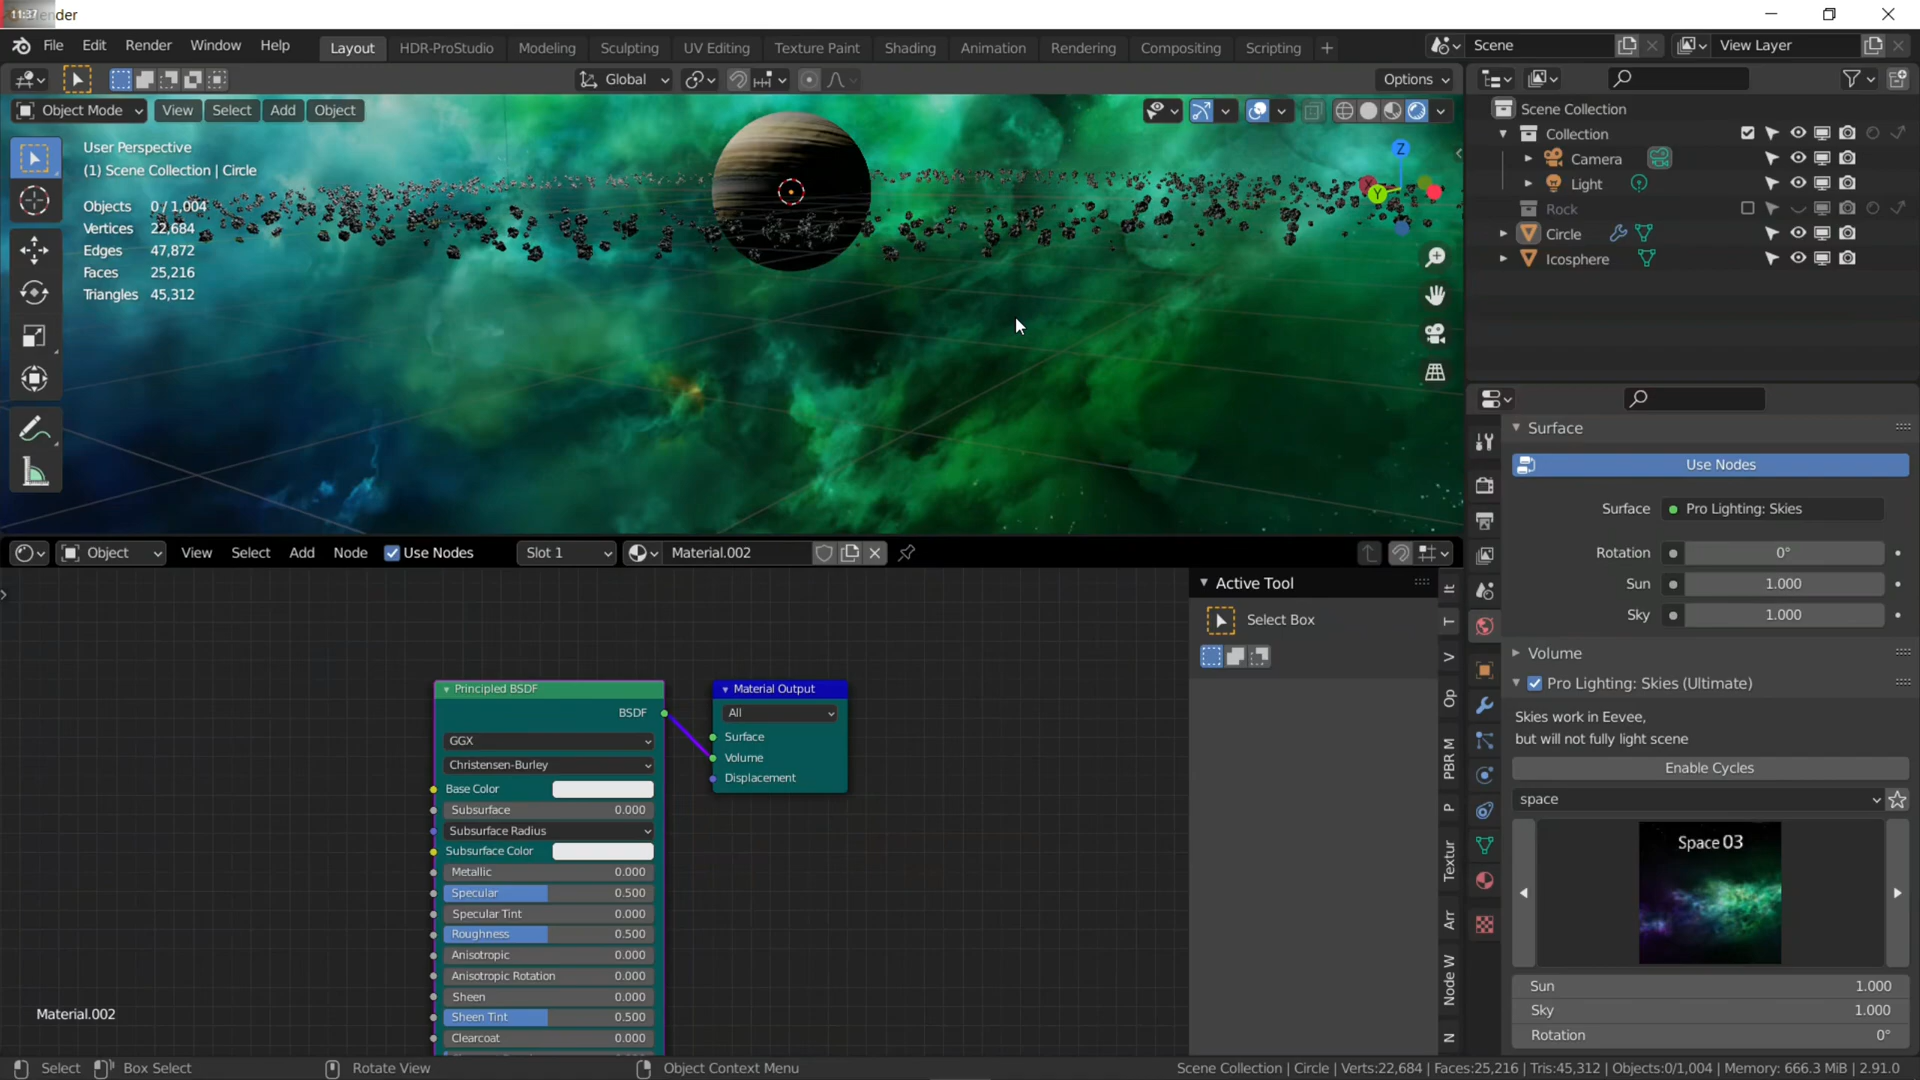 11:37
der
File Edit Render Window Help Layout HDR-ProStudio Modeling Sculpting UV Editing Texture Paint Shading Animation Rendering Compositing Scripting + Scene View Layer
Global Options
Object Mode View Select Add Object
User Perspective
(1) Scene Collection | Circle
Objects 0 / 1,004
Vertices 22,684
Edges 47,872
Faces 25,216
Triangles 45,312
Z
Y
Scene Collection
Collection
Camera
Light
Rock
Circle
Icosphere
Surface
Use Nodes
Surface Pro Lighting: Skies
Rotation 0°
Sun 1.000
Sky 1.000
Volume
Pro Lighting: Skies (Ultimate)
Skies work in Eevee,
but will not fully light scene
Enable Cycles
space
Space 03
Sun 1.000
Sky 1.000
Rotation 0°
Object View Select Add Node Use Nodes Slot 1 Material.002
Active Tool
Select Box
It
T
V
Op
PBR M
P
Textur
Arr
Node W
N
Principled BSDF
BSDF
GGX
Christensen-Burley
Base Color
Subsurface 0.000
Subsurface Radius
Subsurface Color
Metallic 0.000
Specular 0.500
Specular Tint 0.000
Roughness 0.500
Anisotropic 0.000
Anisotropic Rotation 0.000
Sheen 0.000
Sheen Tint 0.500
Clearcoat 0.000
Material Output
All
Surface
Volume
Displacement
Material.002
Select Box Select Rotate View Object Context Menu Scene Collection | Circle | Verts:22,684 | Faces:25,216 | Tris:45,312 | Objects:0/1,004 | Memory: 666.3 MiB | 2.91.0